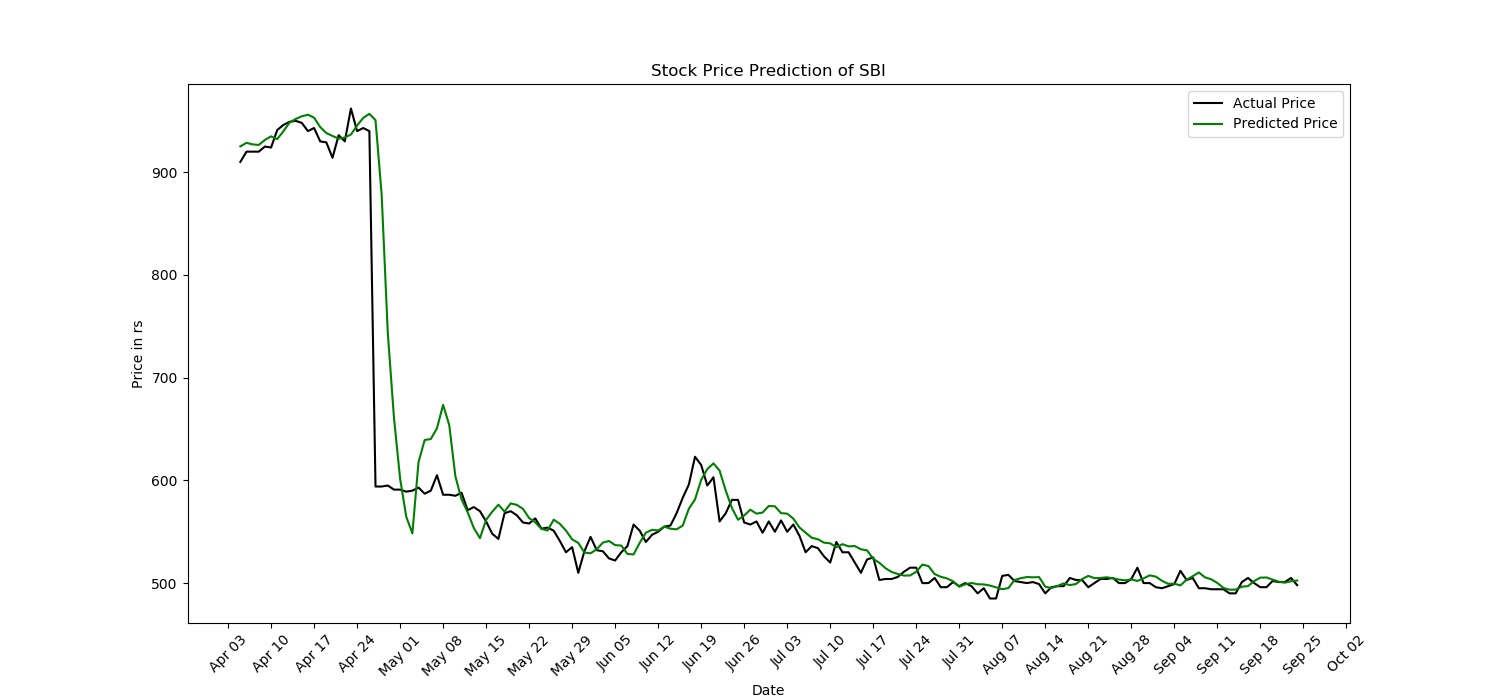 Stock Price Prediction of SBI
Actual Price
Predicted Price
Price in rs
900
800
700
600
500
Apr 03
Apr 10
Apr 17
Apr 24
May 01
May 08
May 15
May 22
May 29
Jun 05
Jun 12
Jun 19
Jun 26
Jul 03
Jul 10
Jul 17
Jul 24
Jul 31
Aug 07
Aug 14
Aug 21
Aug 28
Sep 04
Sep 11
Sep 18
Sep 25
Oct 02
Date